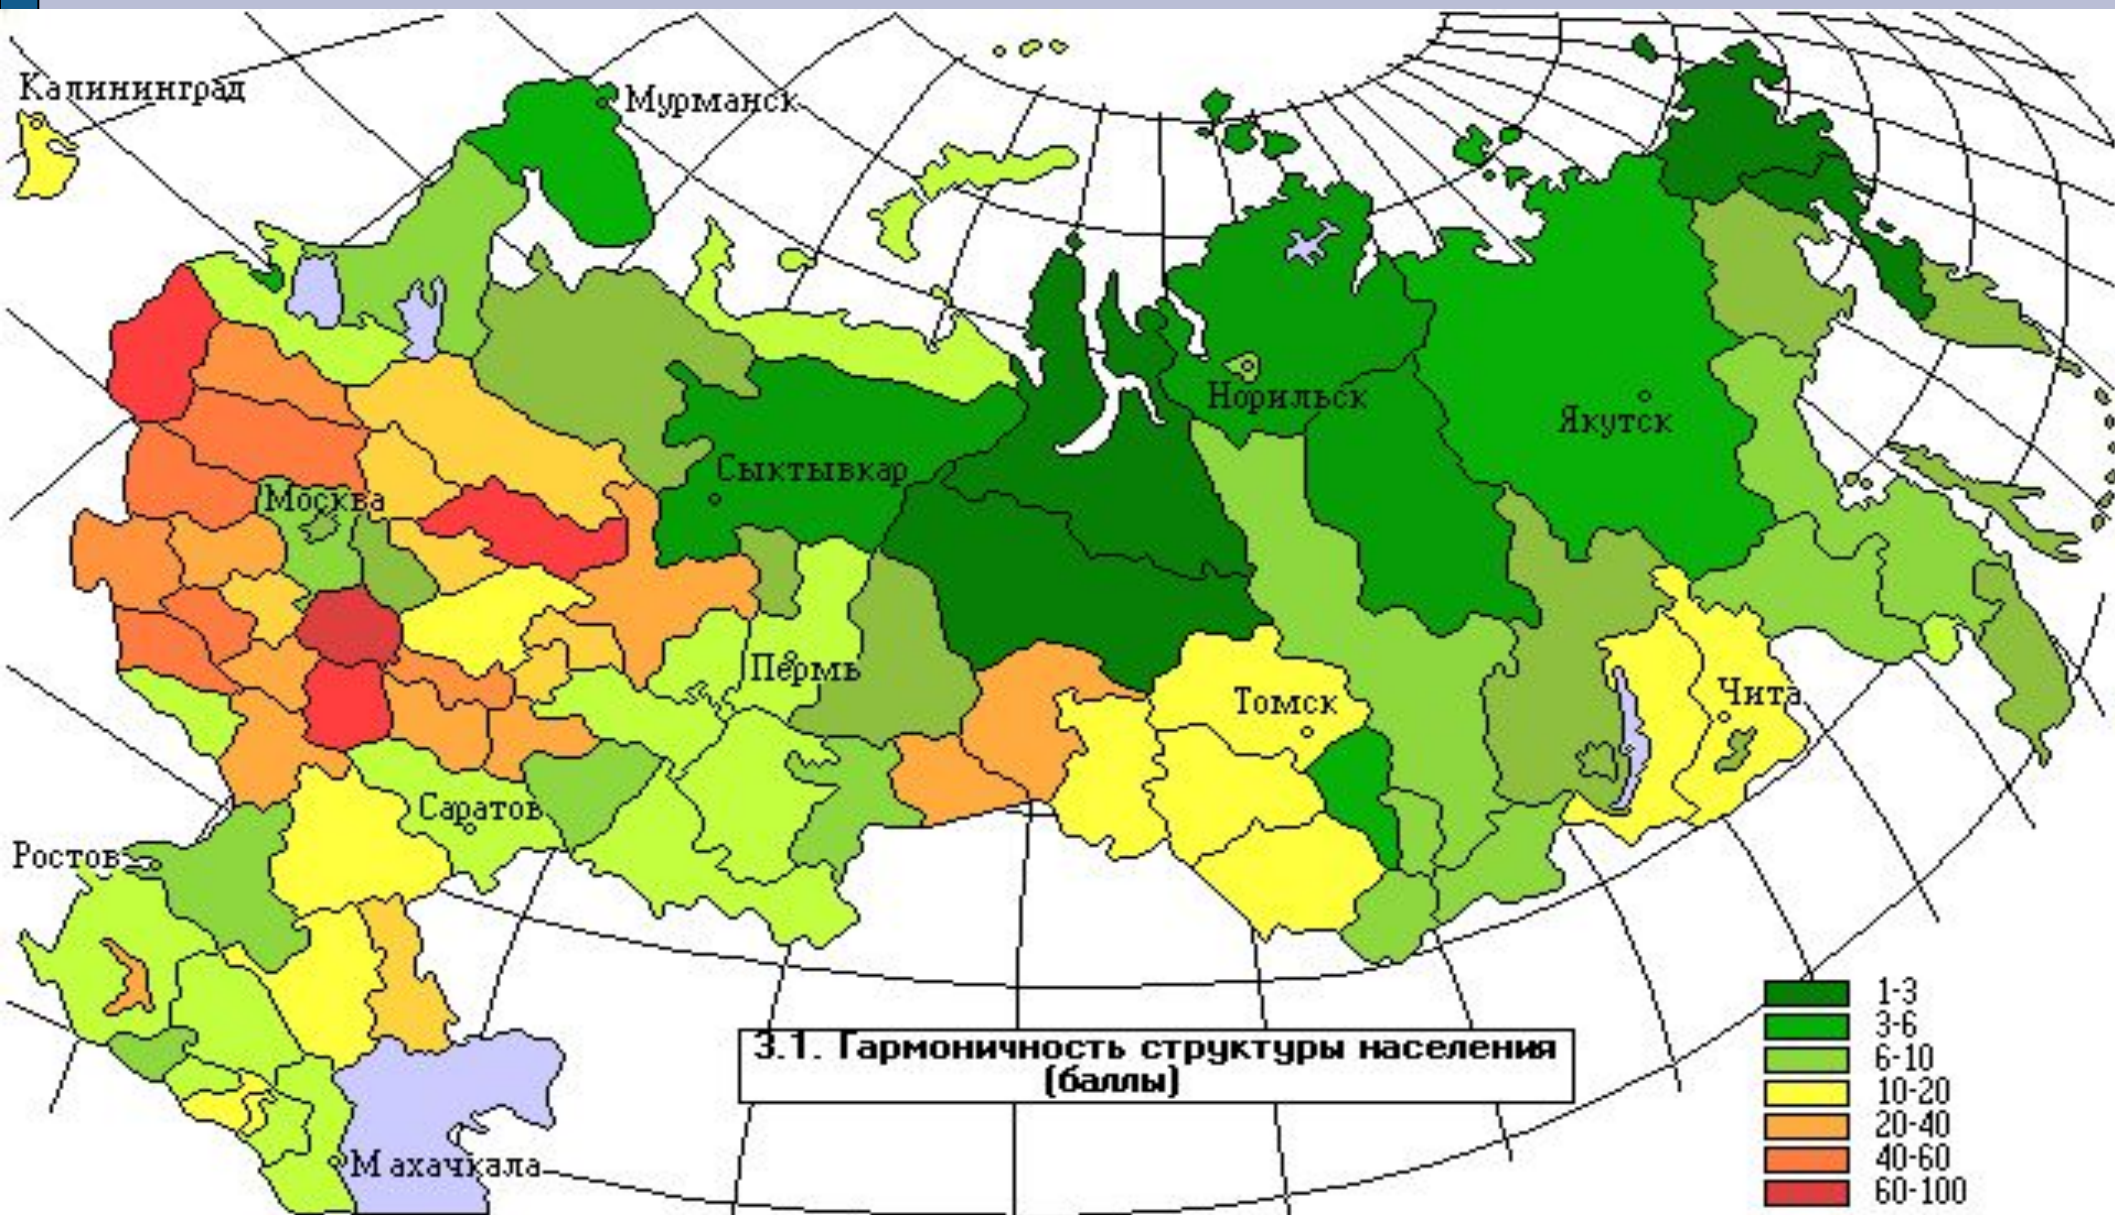 Калининград
Мурманск
Норильск
Якутск
Сыктывкар
Москва
Пермь
Томск
Чита
Саратов
Ростов
Махачкала
3.1. Гармоничность структуры населения
(баллы)
1-3
3-6
6-10
10-20
20-40
40-60
60-100